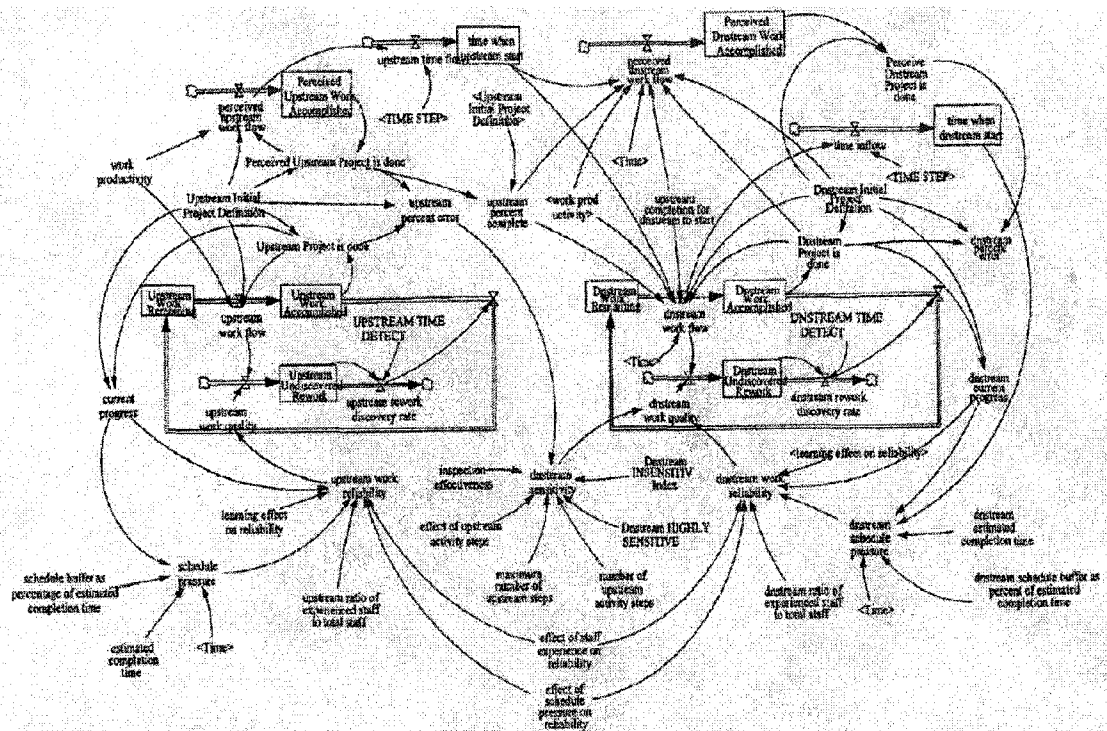 time when
upstream start
upstream time flow
Perceived
Upstream Work
Accomplished
perceived
upstream
work flow
<TIME STEP>
<Upstream
Initial Project
Definition>
Perceived
Dnstream Work
Accomplished
perceived
dnstream
work flow
Perceive
Dnstream
Project is
done
time when
dnstream start
time inflow
<TIME STEP>
<Time>
work
productivity
Perceived Upstream Project is done
Upstream Initial
Project Definition
upstream
percent error
upstream
percent
complete
<work prod
uctivity>
upstream
completion for
dnstream to start
Dnstream Initial
Project
Definition
Upstream Project is done
Dnstream
Project is
done
dnstream
percent
error
Upstream
Work
Remaining
Upstream
Work
Accomplished
upstream
work flow
UPSTREAM TIME
DETECT
Dnstream
Work
Remaining
Dnstream
Work
Accomplished
dnstream
work flow
DNSTREAM TIME
DETECT
<Time>
Upstream
Undiscovered
Rework
upstream rework
discovery rate
Dnstream
Undiscovered
Rework
dnstream rework
discovery rate
current
progress
upstream
work quality
dnstream
work quality
dnstream
current
progress
<learning effect on reliability>
upstream work
reliability
inspection
effectiveness
dnstream
sensitivity
Dnstream
INSENSITIVE
Index
dnstream work
reliability
learning effect
on reliability
effect of upstream
activity steps
Dnstream HIGHLY
SENSITIVE
dnstream
schedule
pressure
dnstream
estimated
completion time
schedule buffer as
percentage of estimated
completion time
schedule
pressure
upstream ratio of
experienced staff
to total staff
maximum
number of
upstream steps
number of
upstream
activity steps
dnstream ratio of
experienced staff
to total staff
<Time>
dnstream schedule buffer as
percent of estimated
completion time
estimated
completion
time
<Time>
effect of staff
experience on
reliability
effect of
schedule
pressure on
reliability